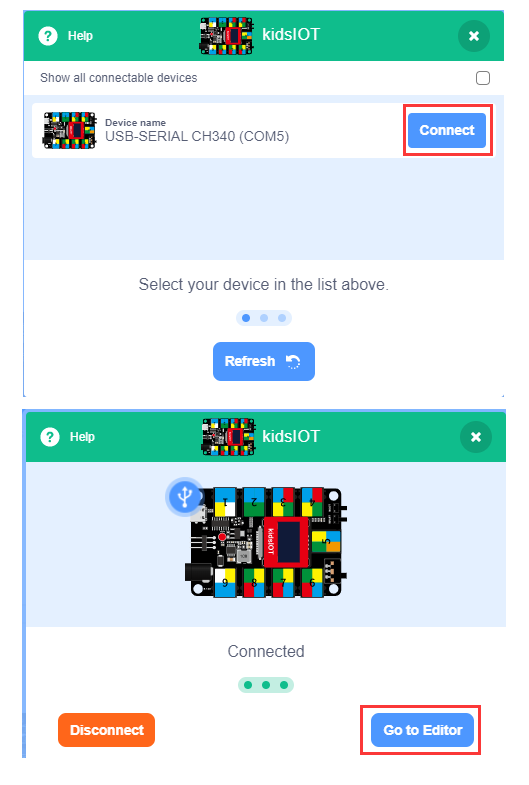 Help
kidsIOT
Show all connectable devices
Device name
USB-SERIAL CH340 (COM5)
Connect
Select your device in the list above.
Refresh
Help
kidsIOT
1
2
3
4
kidsIOT
5
6
8
7
9
Connected
Disconnect
Go to Editor